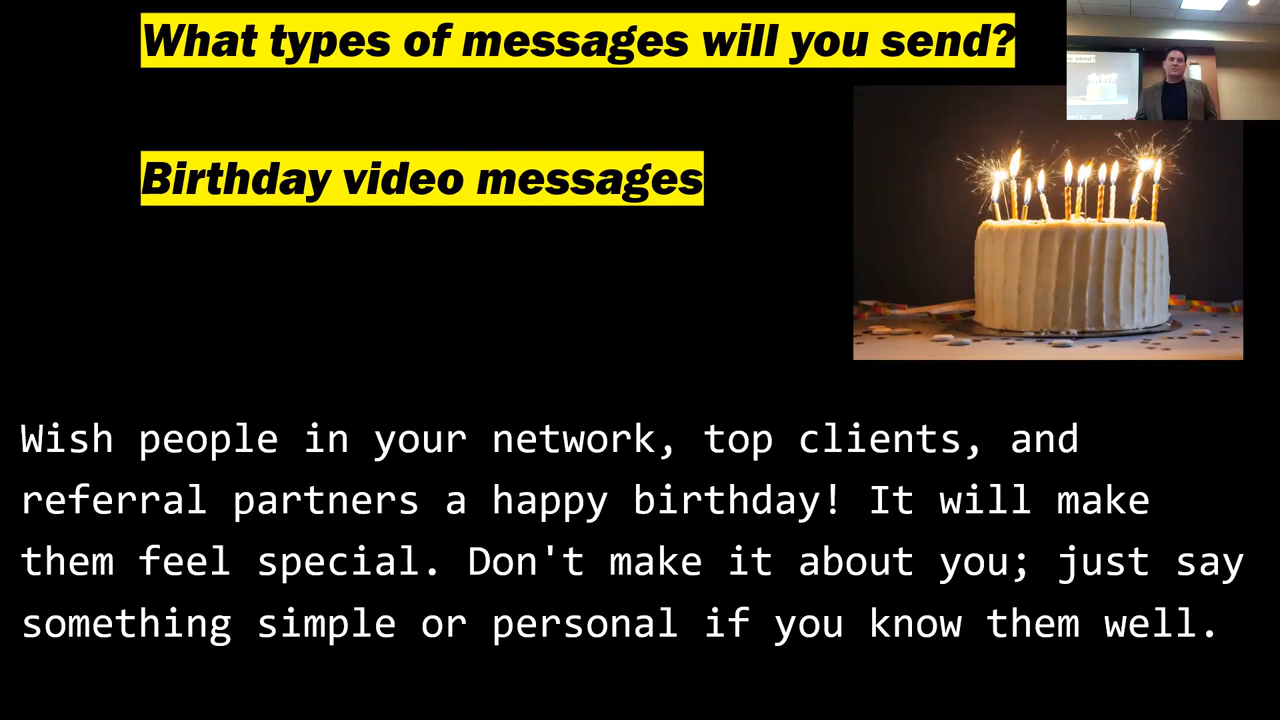 What types of messages will you send?
Birthday video messages
Wish people in your network, top clients, and
referral partners a happy birthday! It will make
them feel special. Don't make it about you; just say
something simple or personal if you know them well.